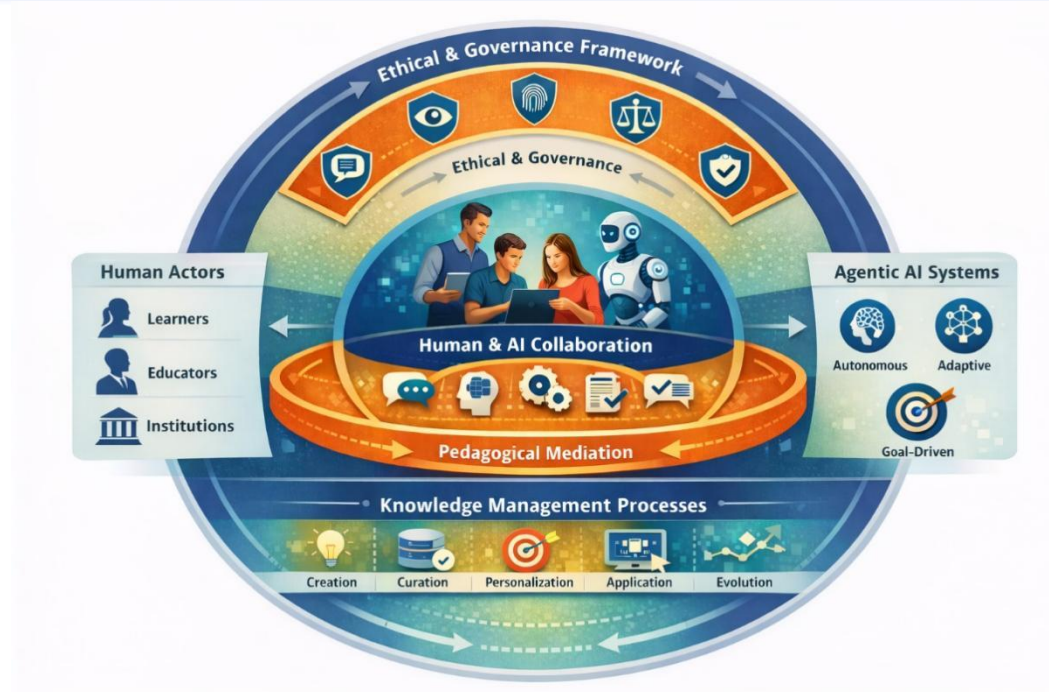 Ethical & Governance Framework
Ethical & Governance
Human Actors
Learners
Educators
Institutions
Human & AI Collaboration
Pedagogical Mediation
Agentic AI Systems
Autonomous
Adaptive
Goal-Driven
Knowledge Management Processes
Creation
Curation
Personalization
Application
Evolution